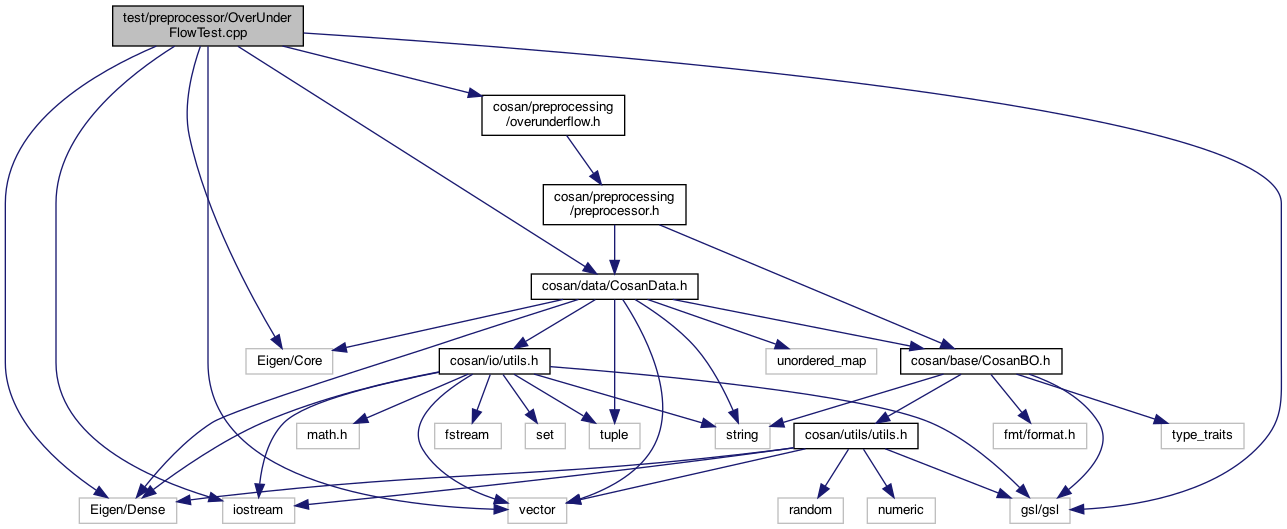 test/preprocessor/OverUnder
FlowTest.cpp
cosan/preprocessing
/overunderflow.h
cosan/preprocessing
/preprocessor.h
cosan/data/CosanData.h
Eigen/Core
cosan/io/utils.h
unordered_map
cosan/base/CosanBO.h
math.h
fstream
set
tuple
string
cosan/utils/utils.h
fmt/format.h
type_traits
Eigen/Dense
iostream
vector
random
numeric
gsl/gsl